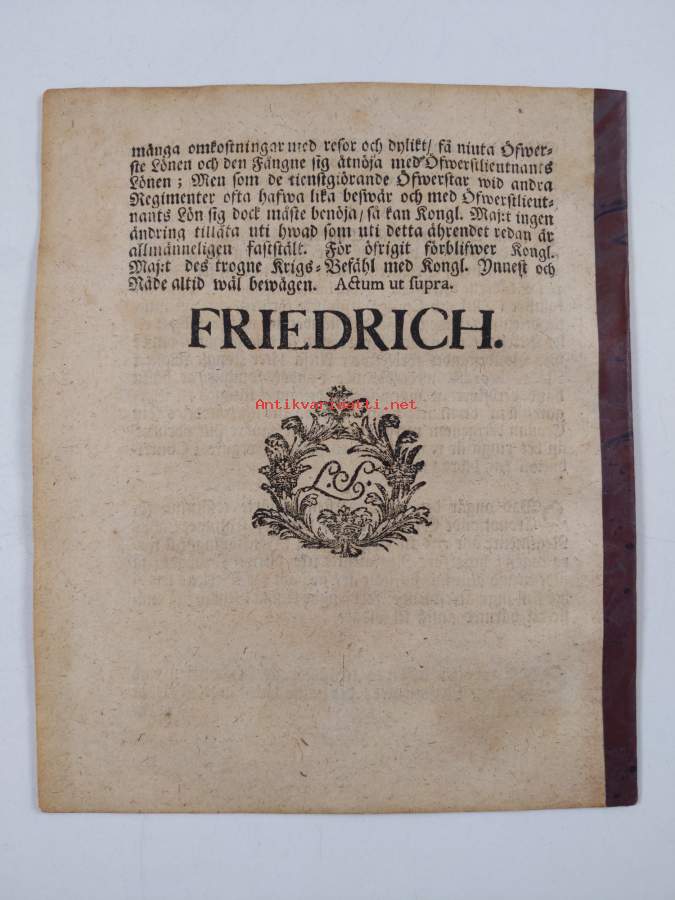 många omkostningar med resor och dylikt/ få niuta Öfwer-
ste Lönen och den Fångne sig åtnöja med Öfwerstlieutnants
Lönen; Men som de tienstgiörande Öfwerstar wid andra
Regimenter ofta hafwa lika beswär och med Öfwerstlieut-
nants Lön sig dock måste benöja/ så kan Kongl. Maj:t ingen
ändring tillåta uti hwad som uti detta ährendet redan är
allmänneligen faststält. För öfrigit förblifwer Kongl.
Maj:t des trogne Krigs-Befähl med Kongl. Ynnest och
Nåde altid wäl bewägen. Actum ut supra.
FRIEDRICH.
Antikvariaatti.net
L.S.